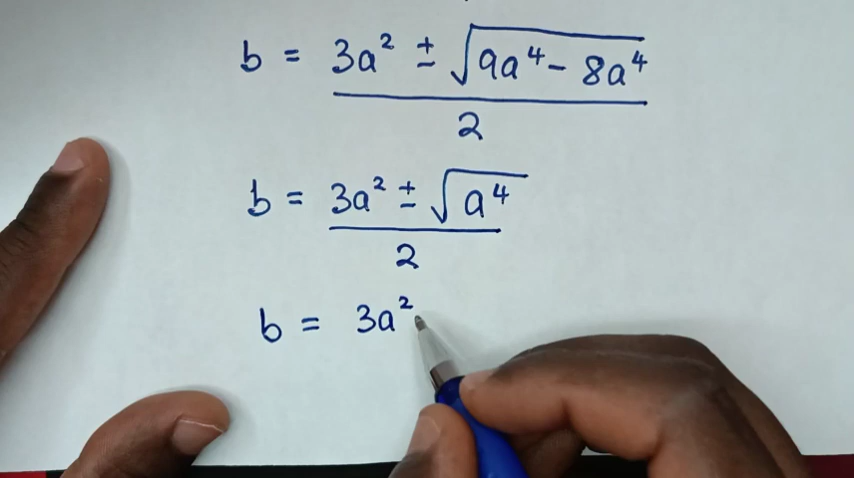 b = 3a² ± √9a⁴ - 8a⁴ / 2
b = 3a² ± √a⁴ / 2
b = 3a²